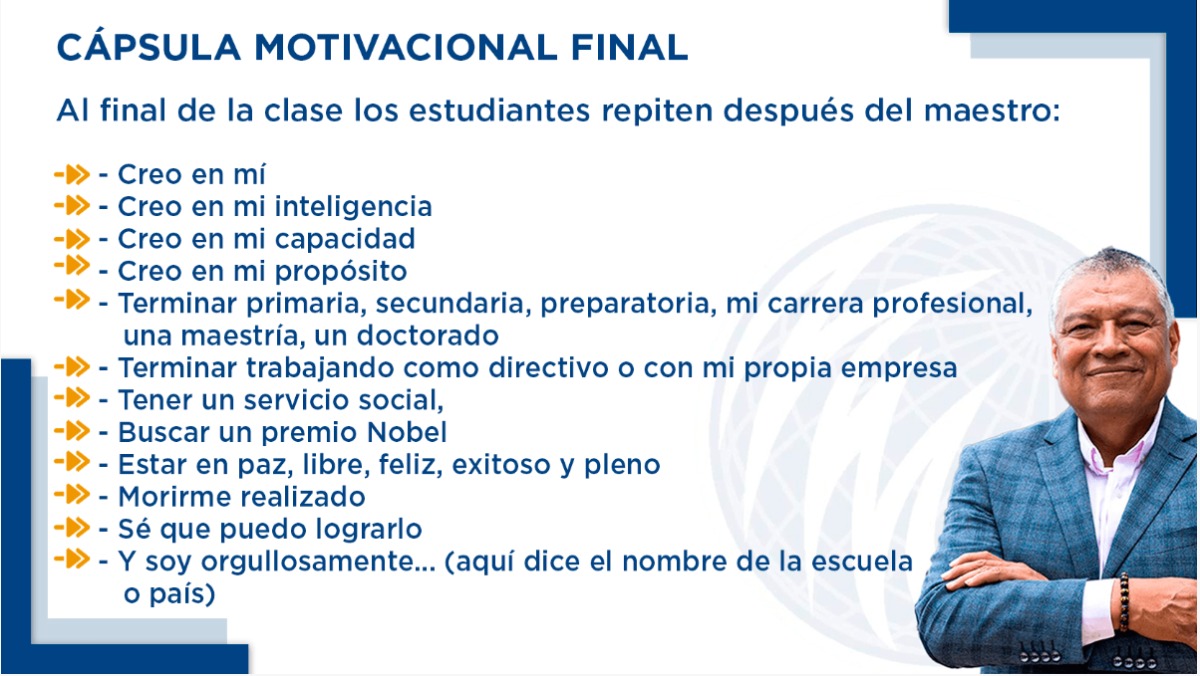 CÁPSULA MOTIVACIONAL FINAL
Al final de la clase los estudiantes repiten después del maestro:
- Creo en mí
- Creo en mi inteligencia
- Creo en mi capacidad
- Creo en mi propósito
- Terminar primaria, secundaria, preparatoria, mi carrera profesional,
una maestría, un doctorado
- Terminar trabajando como directivo o con mi propia empresa
- Tener un servicio social,
- Buscar un premio Nobel
- Estar en paz, libre, feliz, exitoso y pleno
- Morirme realizado
- Sé que puedo lograrlo
- Y soy orgullosamente... (aquí dice el nombre de la escuela
o país)